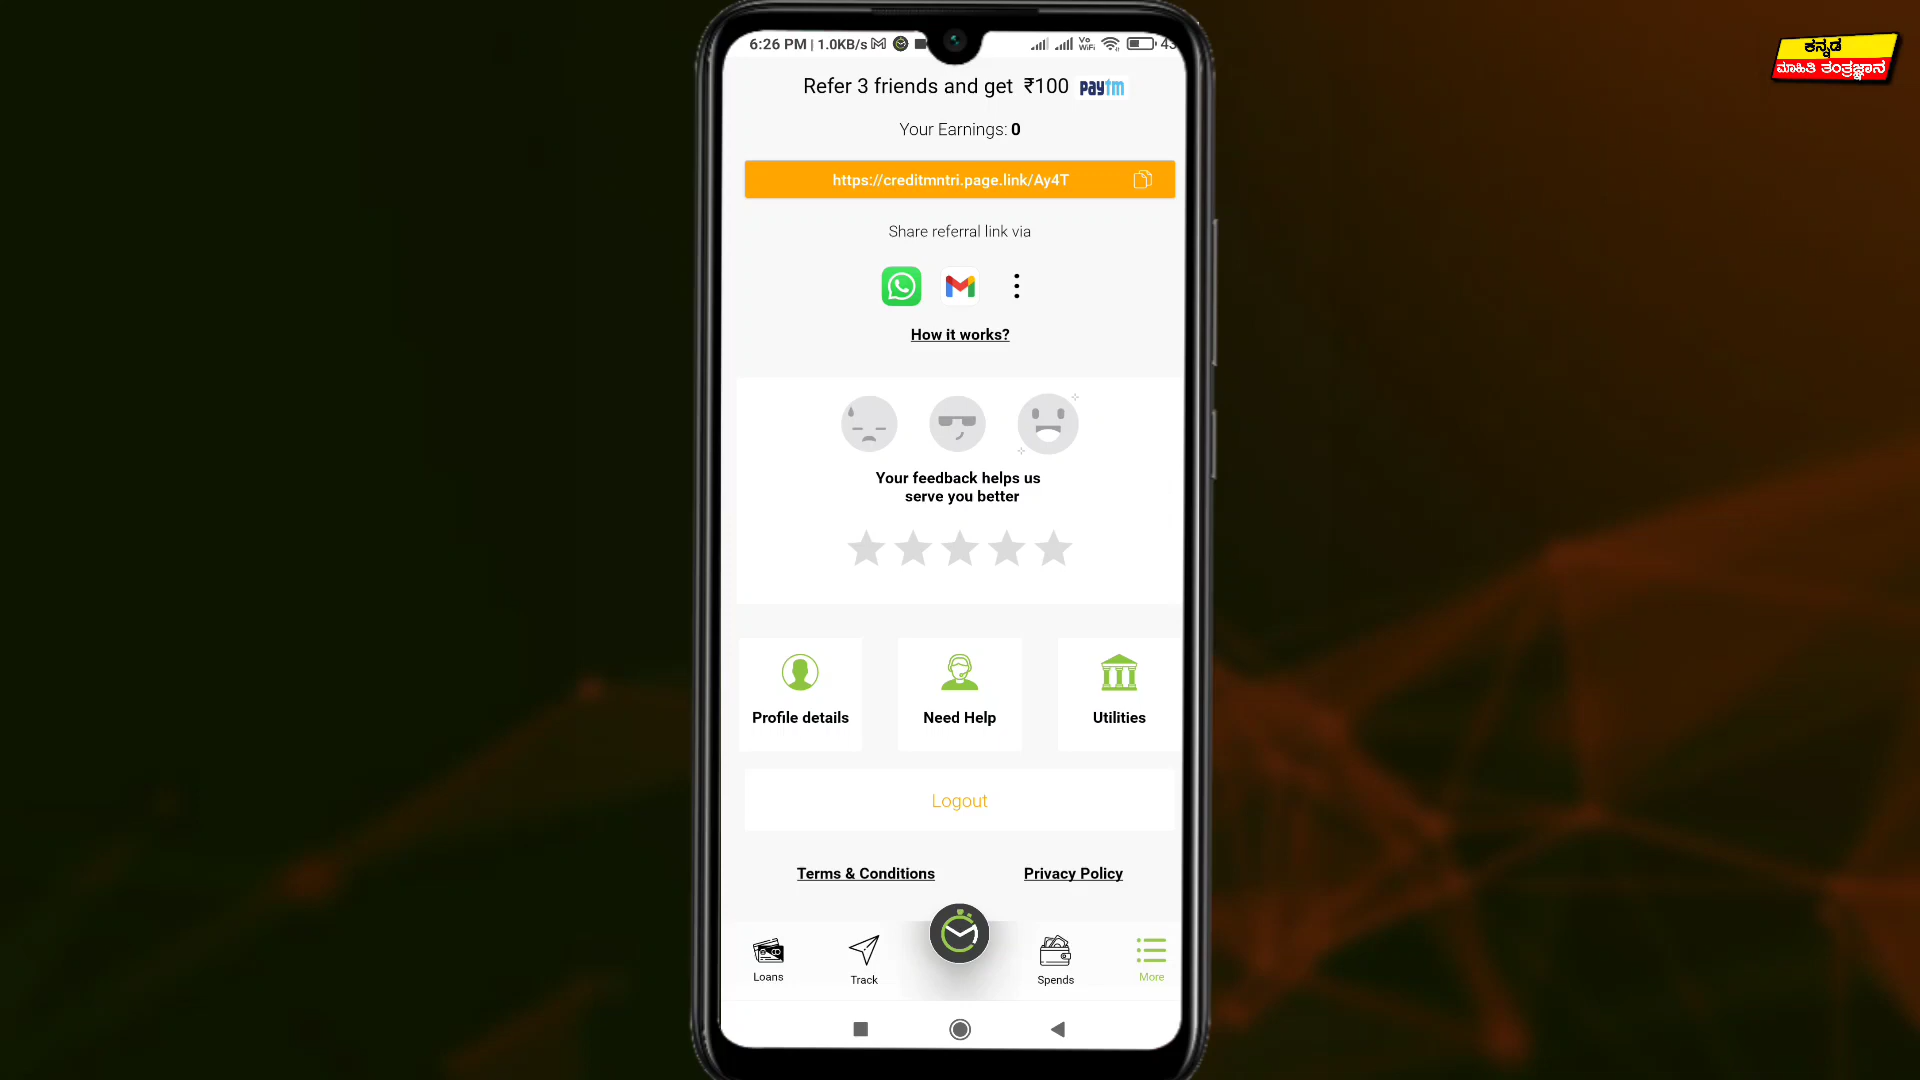 ಕನ್ನಡ
ಮಾಹಿತಿ ತಂತ್ರಜ್ಞಾನ
6:26 PM | 1.0KB/s
Vo
WiFi
Refer 3 friends and get ₹100 paytm
Your Earnings: 0
https://creditmntri.page.link/Ay4T
Share referral link via
How it works?
Your feedback helps us
serve you better
Profile details
Need Help
Utilities
Logout
Terms & Conditions
Privacy Policy
Loans
Track
Spends
More